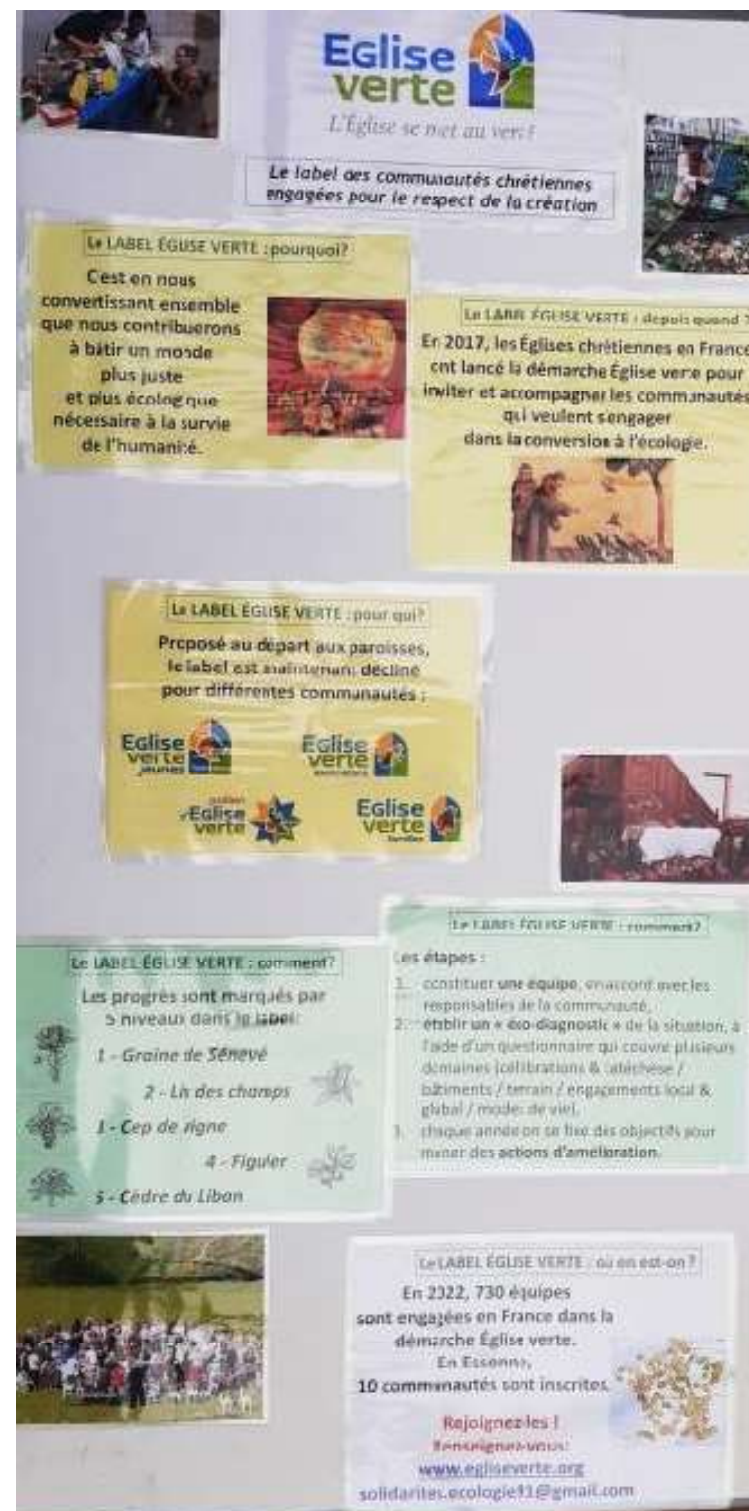 Eglise
verte
L'Église se met au vert !
Le label des communautés chrétiennes
engagées pour le respect de la création
Le LABEL ÉGLISE VERTE : pourquoi?
C'est en nous
convertissant ensemble
que nous contribuerons
à bâtir un monde
plus juste
et plus écologique
nécessaire à la survie
de l'humanité.
Le LABEL ÉGLISE VERTE : depuis quand ?
En 2017, les Églises chrétiennes en France
ont lancé la démarche Église verte pour
inviter et accompagner les communautés
qui veulent s'engager
dans la conversion à l'écologie.
Le LABEL ÉGLISE VERTE : pour qui?
Proposé au départ aux paroisses,
le label est maintenant décliné
pour différentes communautés :
Eglise
verte
jeunes
Eglise
verte
Eglise
verte
Eglise
verte
familles
Le LABEL ÉGLISE VERTE : comment?
Les progrès sont marqués par
5 niveaux dans le label:
1 - Graine de Sénevé
2 - Lis des champs
3 - Cep de vigne
4 - Figuier
5 - Cèdre du Liban
Le LABEL ÉGLISE VERTE : comment?
Les étapes :
1. constituer une équipe, en accord avec les
responsables de la communauté,
2. établir un « éco-diagnostic » de la situation, à
l'aide d'un questionnaire qui couvre plusieurs
domaines (célébrations & catéchèse /
bâtiments / terrain / engagements local &
global / modes de vie),
3. chaque année on se fixe des objectifs pour
mener des actions d'amélioration.
Le LABEL ÉGLISE VERTE : où en est-on ?
En 2022, 730 équipes
sont engagées en France dans la
démarche Église verte.
En Essonne,
10 communautés sont inscrites.
Rejoignez-les !
Renseignez-vous:
www.egliseverte.org
solidarites.ecologie91@gmail.com